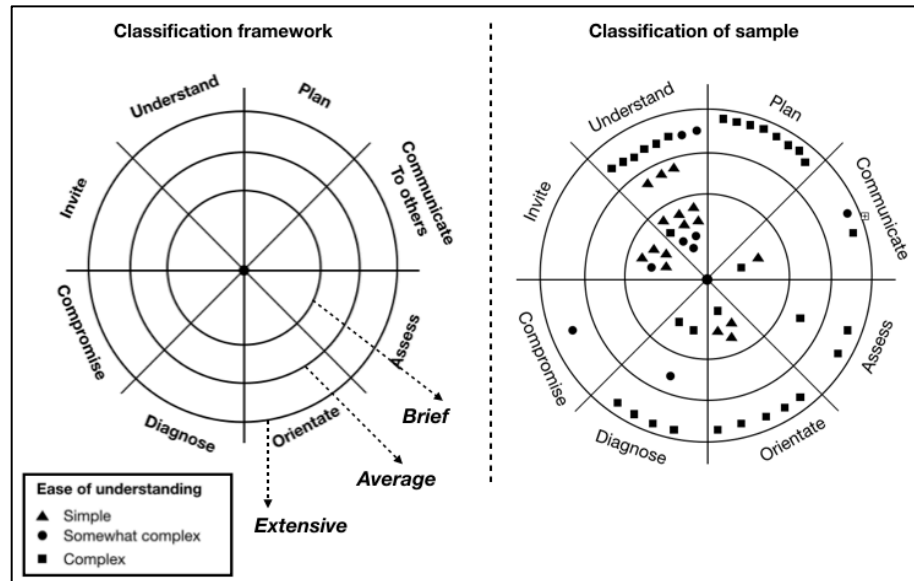 Classification framework
Understand
Plan
Invite
Communicate
To others
Compromise
Assess
Diagnose
Orientate
Brief
Average
Extensive
Ease of understanding
Simple
Somewhat complex
Complex
Classification of sample
Understand
Plan
Invite
Communicate
Compromise
Assess
Diagnose
Orientate